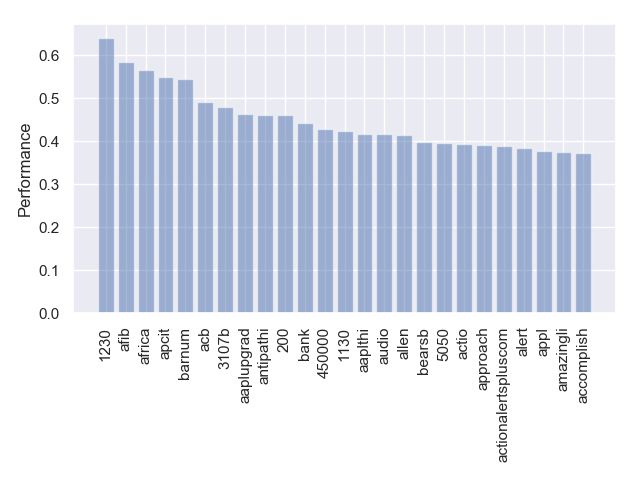 Performance
0.6
0.5
0.4
0.3
0.2
0.1
0.0
1230
afib
africa
apcit
barnum
acb
3107b
aaplupgrad
antipathi
200
bank
450000
1130
aaplthi
audio
allen
bearsb
5050
actio
approach
actionalertspluscom
alert
appl
amazingli
accomplish